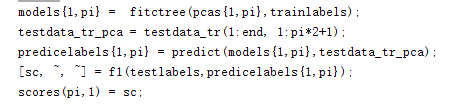 models{1,pi} = fitctree(pcas{1,pi},trainlabels);
testdata_tr_pca = testdata_tr(1:end, 1:pi*2+1);
predicelabels{1,pi} = predict(models{1,pi},testdata_tr_pca);
[sc, ~, ~] = f1(testlabels,predicelabels{1,pi});
scores(pi,1) = sc;